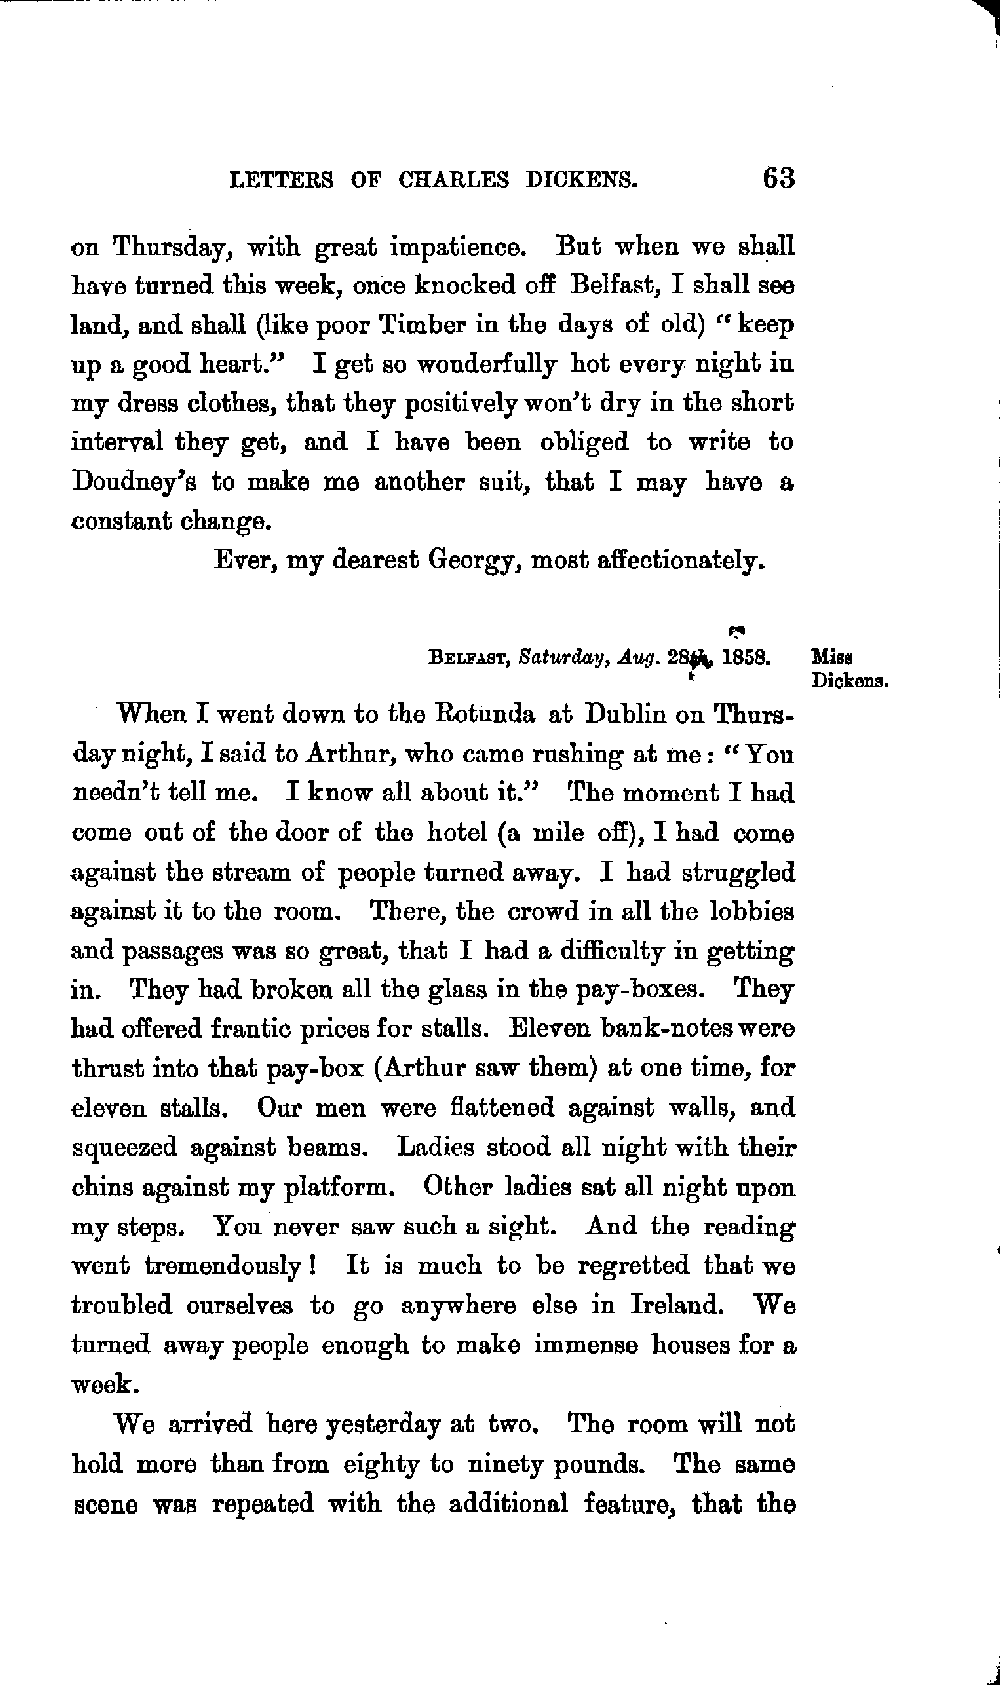 LETTERS OF CHARLES DICKENS. 63
on Thursday, with great impatience. But when we shall
have turned this week, once knocked off Belfast, I shall see
land, and shall (like poor Timber in the days of old) “keep
up a good heart.” I get so wonderfully hot every night in
my dress clothes, that they positively won’t dry in the short
interval they get, and I have been obliged to write to
Doudney’s to make me another suit, that I may have a
constant change.
Ever, my dearest Georgy, most affectionately.
BELFAST, Saturday, Aug. 28th, 1858.
Miss
Dickens.
When I went down to the Rotunda at Dublin on Thurs-
day night, I said to Arthur, who came rushing at me: “You
needn’t tell me. I know all about it.” The moment I had
come out of the door of the hotel (a mile off), I had come
against the stream of people turned away. I had struggled
against it to the room. There, the crowd in all the lobbies
and passages was so great, that I had a difficulty in getting
in. They had broken all the glass in the pay-boxes. They
had offered frantic prices for stalls. Eleven bank-notes were
thrust into that pay-box (Arthur saw them) at one time, for
eleven stalls. Our men were flattened against walls, and
squeezed against beams. Ladies stood all night with their
chins against my platform. Other ladies sat all night upon
my steps. You never saw such a sight. And the reading
went tremendously! It is much to be regretted that we
troubled ourselves to go anywhere else in Ireland. We
turned away people enough to make immense houses for a
week.
We arrived here yesterday at two. The room will not
hold more than from eighty to ninety pounds. The same
scene was repeated with the additional feature, that the